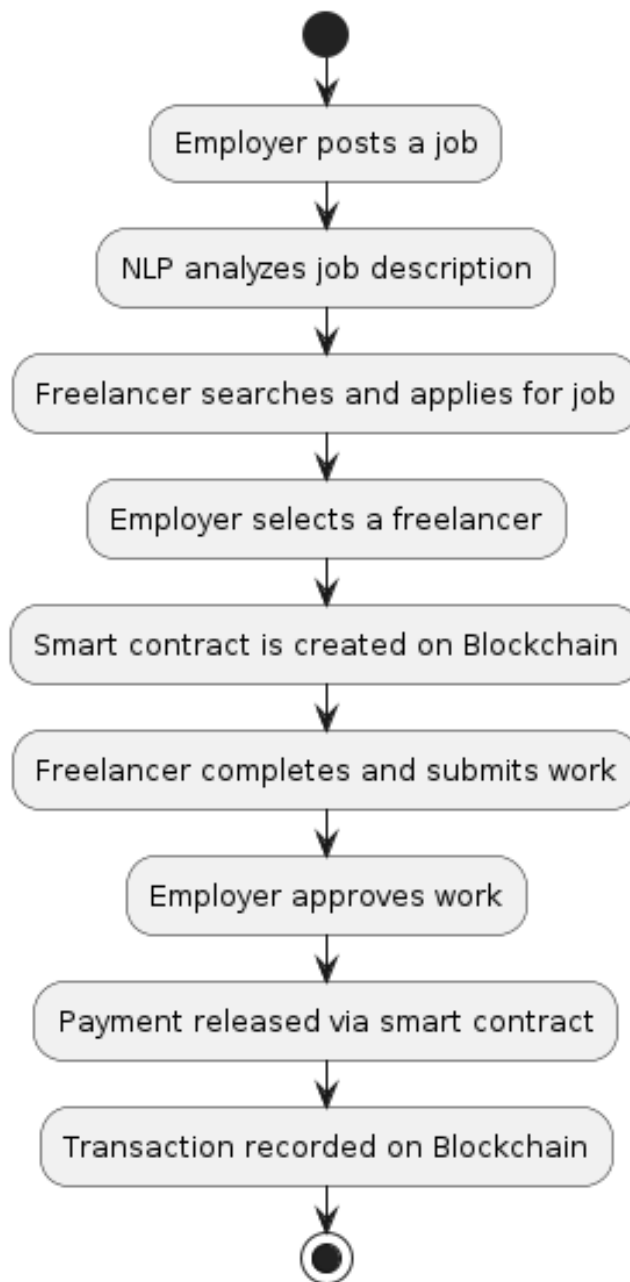 Employer posts a job
NLP analyzes job description
Freelancer searches and applies for job
Employer selects a freelancer
Smart contract is created on Blockchain
Freelancer completes and submits work
Employer approves work
Payment released via smart contract
Transaction recorded on Blockchain